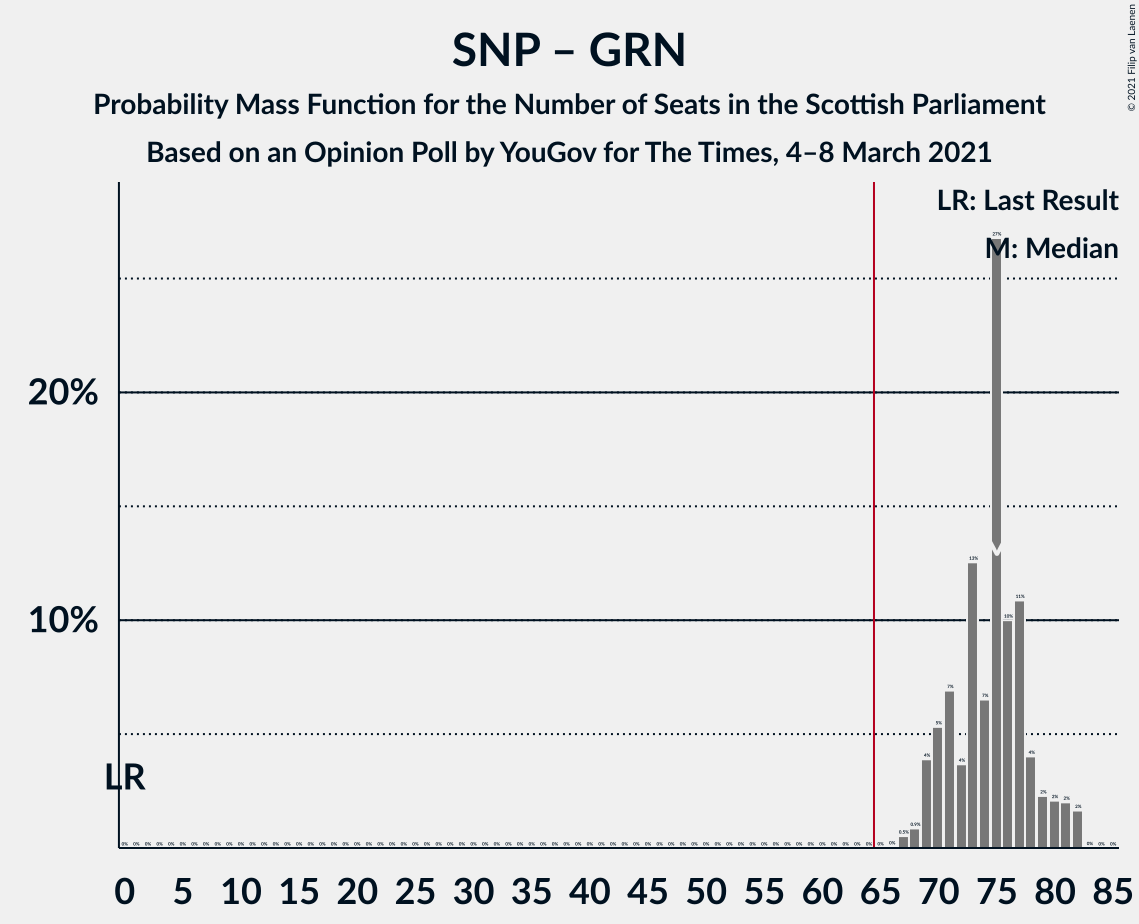 SNP – GRN
Probability Mass Function for the Number of Seats in the Scottish Parliament
Based on an Opinion Poll by YouGov for The Times, 4–8 March 2021
© 2021 Filip van Laenen
LR: Last Result
M: Median
20%
10%
LR
27%
13%
11%
10%
7%
7%
5%
4%
4%
4%
2%
2%
2%
2%
0.9%
0.5%
0 5 10 15 20 25 30 35 40 45 50 55 60 65 70 75 80 85